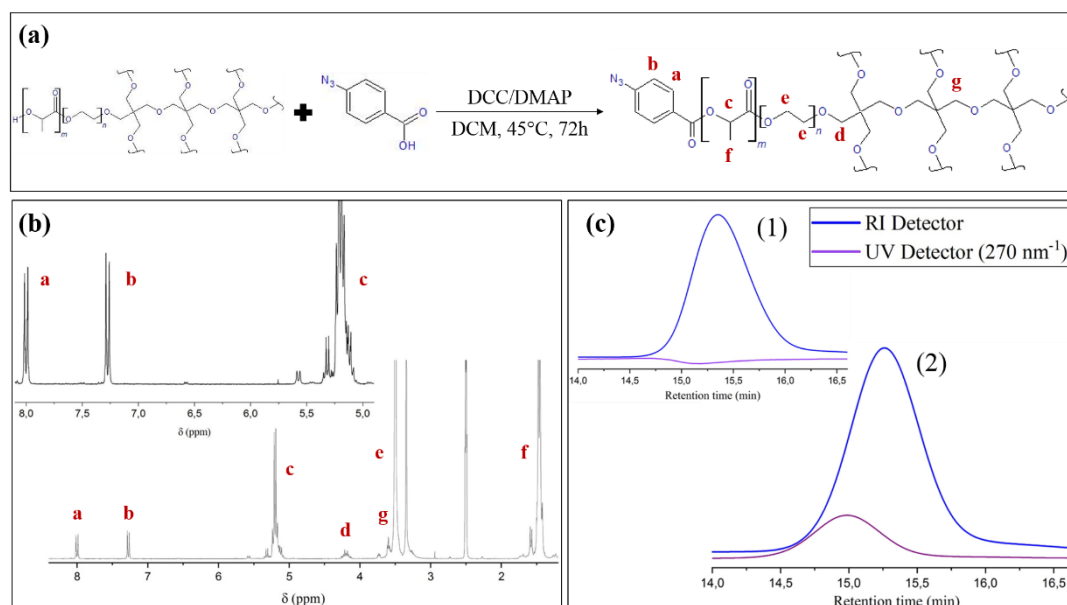 (a)
N3
O
OH
DCC/DMAP
DCM, 45°C, 72h
H
O
O
m
O
n
O
O
O
O
O
O
O
O
O
O
N3
b
a
O
O
c
O
f
m
O
e
e
n
O
d
O
O
O
g
O
O
O
O
O
O
(b)
a
b
c
8,0
7,5
7,0
6,5
6,0
5,5
5,0
δ (ppm)
a
b
c
d
g
e
f
8
7
6
5
4
3
2
δ (ppm)
(c)
(1)
RI Detector
UV Detector (270 nm-1)
14,0
14,5
15,0
15,5
16,0
16,5
Retention time (min)
(2)
14,0
14,5
15,0
15,5
16,0
16,5
Retention time (min)